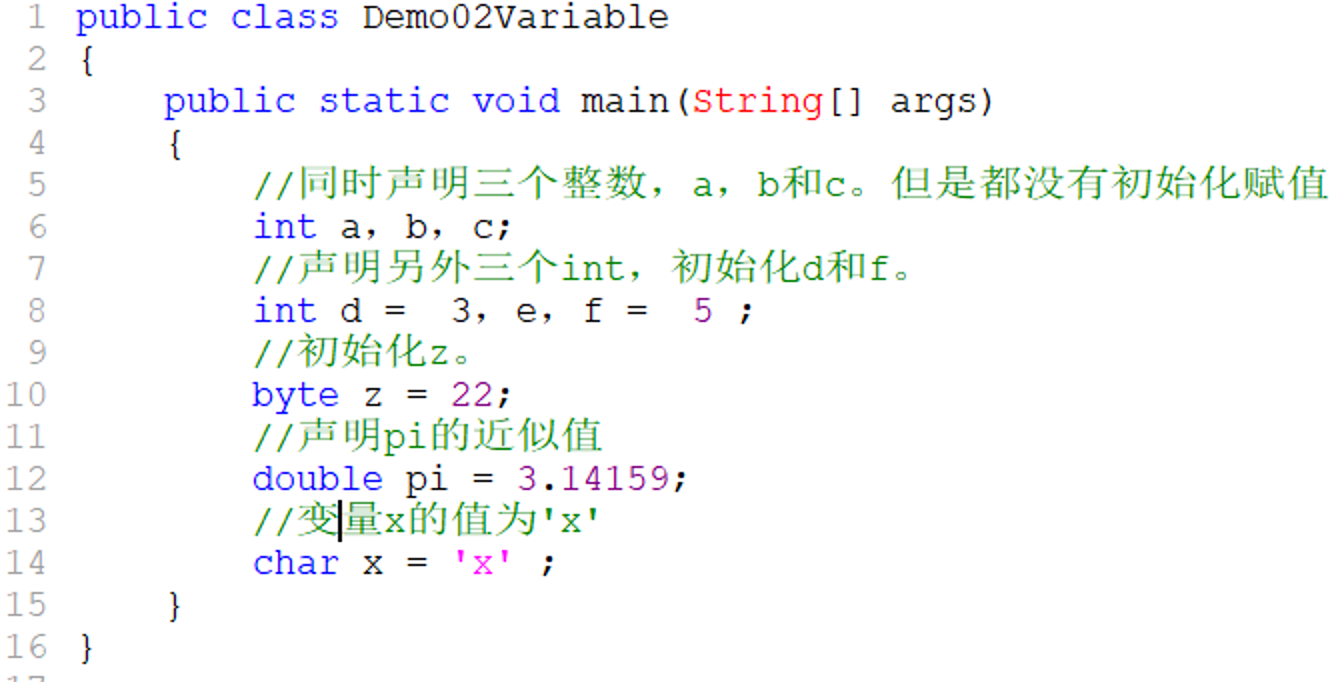 1 public class Demo02Variable
2 {
3     public static void main(String[] args)
4     {
5         //同时声明三个整数，a，b和c。但是都没有初始化赋值
6         int a，b，c;
7         //声明另外三个int，初始化d和f。
8         int d =  3，e，f =  5 ;
9         //初始化z。
10         byte z = 22;
11         //声明pi的近似值
12         double pi = 3.14159;
13         //变量x的值为'x'
14         char x = 'x' ;
15     }
16 }
17